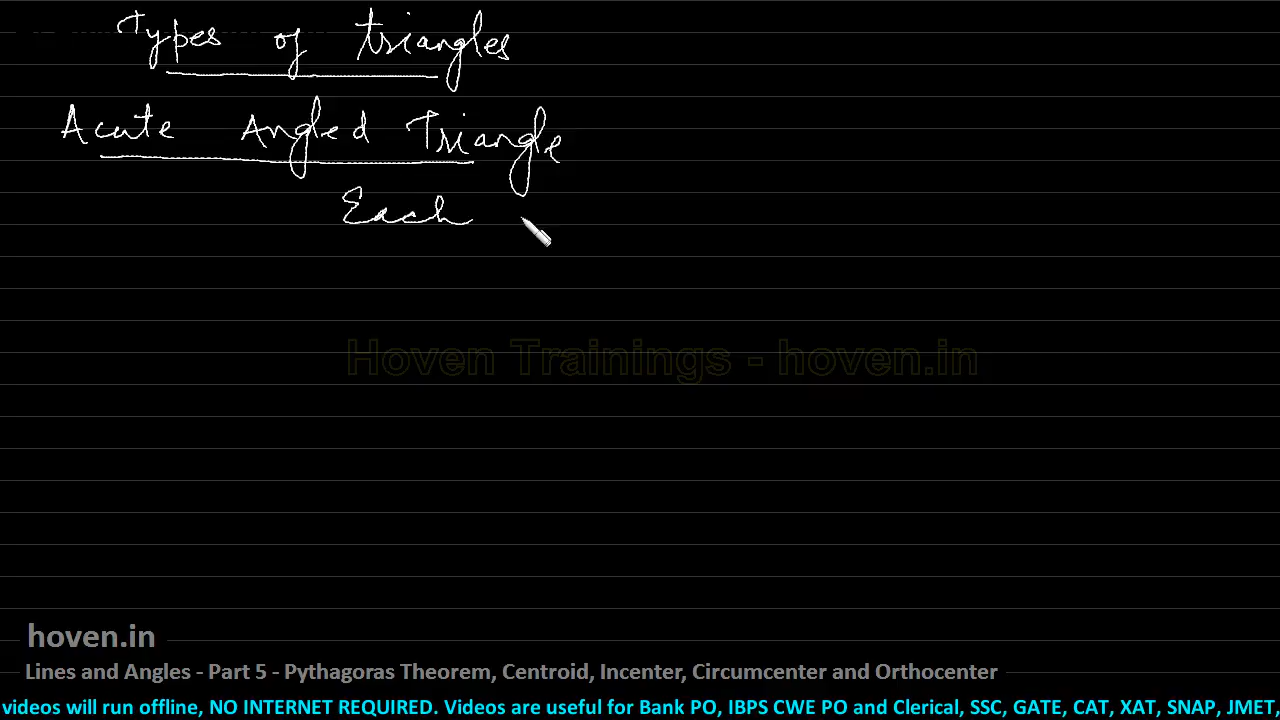 Types of triangles
Acute Angled Triangle
Each
Hoven Trainings - hoven.in
hoven.in
Lines and Angles - Part 5 - Pythagoras Theorem, Centroid, Incenter, Circumcenter and Orthocenter
videos will run offline, NO INTERNET REQUIRED. Videos are useful for Bank PO, IBPS CWE PO and Clerical, SSC, GATE, CAT, XAT, SNAP, JMET,